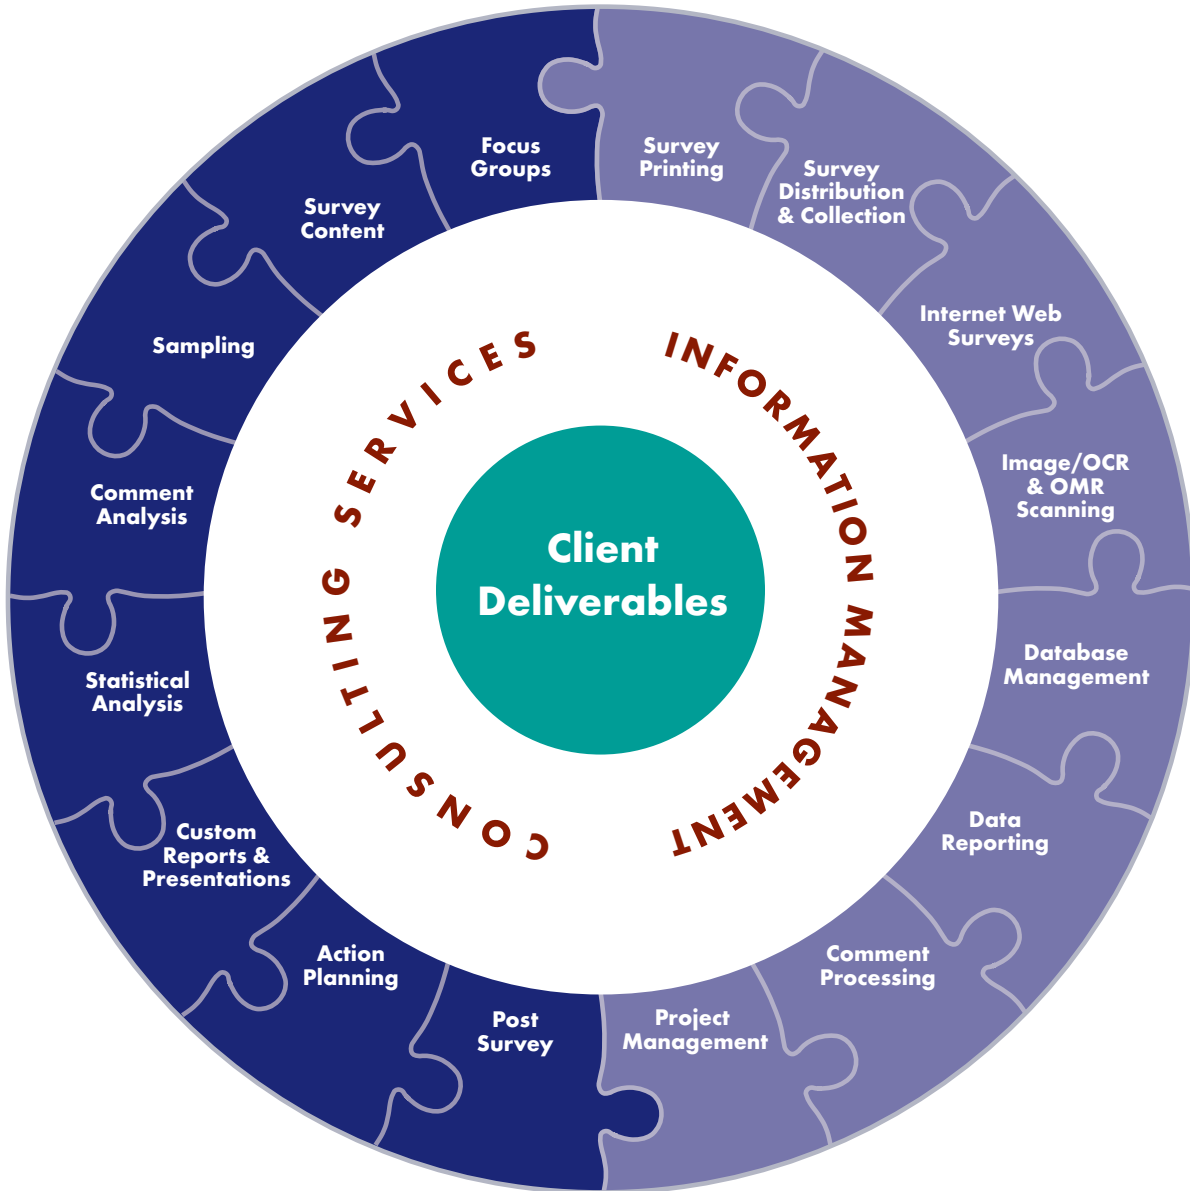 Focus
Groups
Survey
Printing
Survey
Distribution
& Collection
Internet Web
Surveys
Image/OCR
& OMR
Scanning
Database
Management
Data
Reporting
Comment
Processing
Project
Management
Post
Survey
Action
Planning
Custom
Reports &
Presentations
Statistical
Analysis
Comment
Analysis
Sampling
Survey
Content
CONSULTING SERVICES
INFORMATION MANAGEMENT
Client
Deliverables